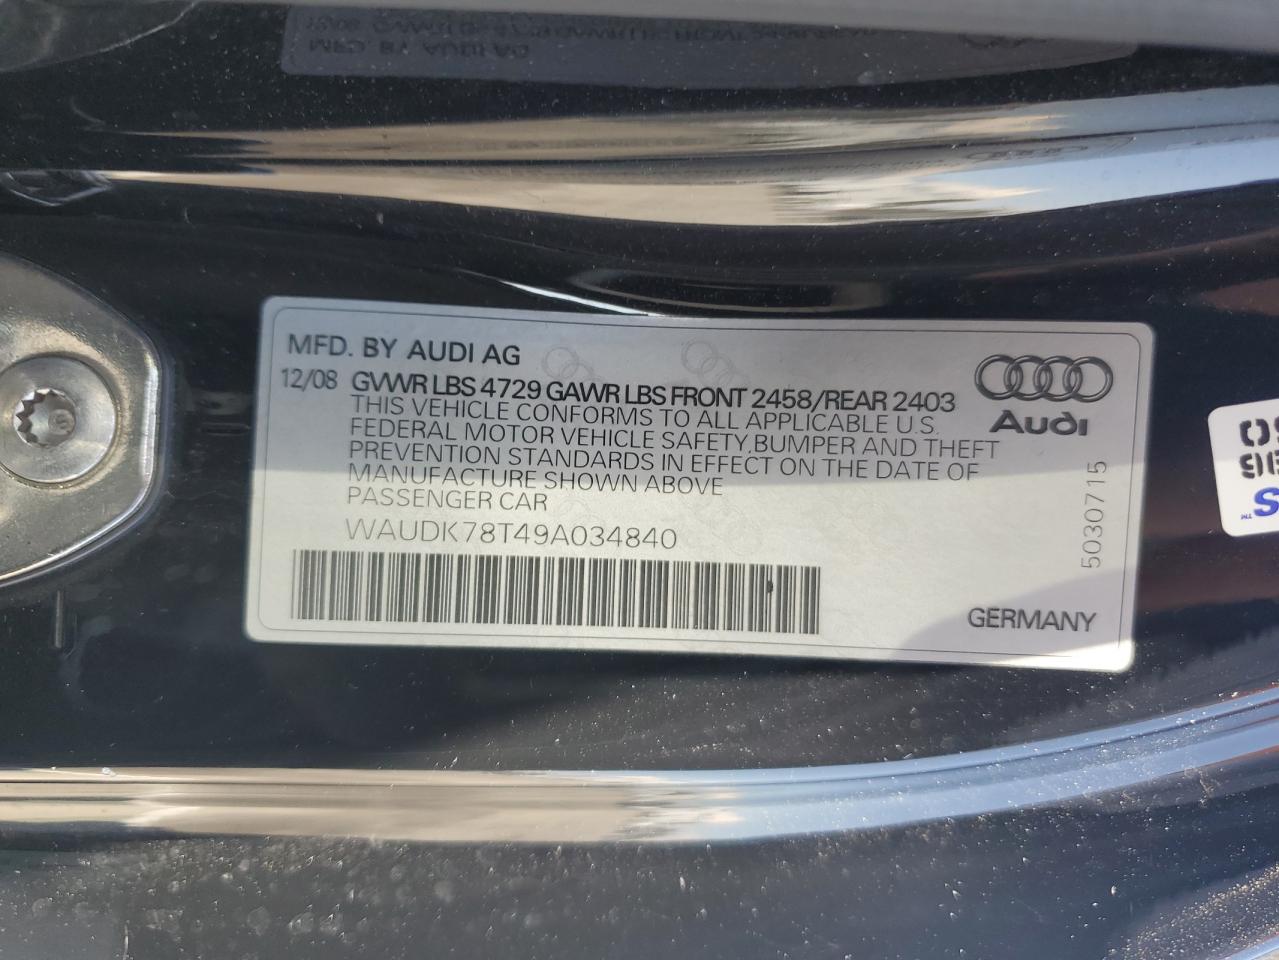 MFD. BY AUDI AG
12/08 GVWR LBS 4729 GAWR LBS FRONT 2458/REAR 2403
THIS VEHICLE CONFORMS TO ALL APPLICABLE U.S.
FEDERAL MOTOR VEHICLE SAFETY, BUMPER AND THEFT
PREVENTION STANDARDS IN EFFECT ON THE DATE OF
MANUFACTURE SHOWN ABOVE
PASSENGER CAR
WAUDK78T49A034840
Audi
5030715
GERMANY